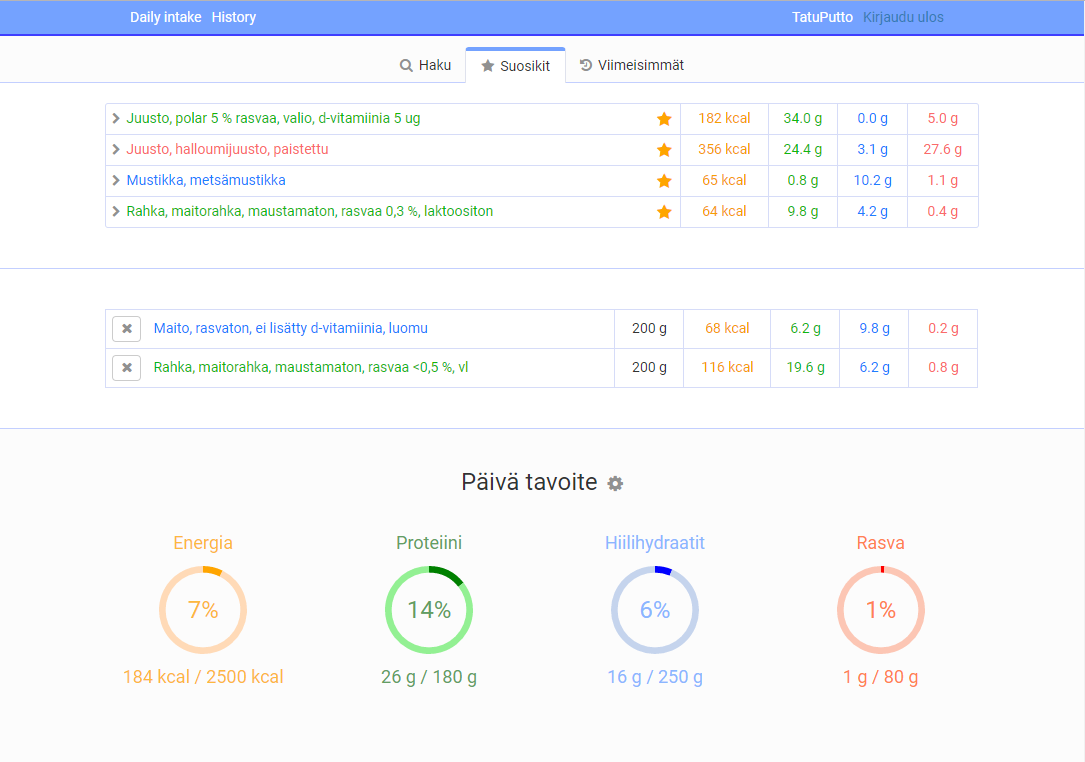 Daily intake History TatuPutto Kirjaudu ulos
Haku Suosikit Viimeisimmät
Juusto, polar 5 % rasvaa, valio, d-vitamiinia 5 ug 182 kcal 34.0 g 0.0 g 5.0 g
Juusto, halloumijuusto, paistettu 356 kcal 24.4 g 3.1 g 27.6 g
Mustikka, metsämustikka 65 kcal 0.8 g 10.2 g 1.1 g
Rahka, maitorahka, maustamaton, rasvaa 0,3 %, laktoositon 64 kcal 9.8 g 4.2 g 0.4 g
Maito, rasvaton, ei lisätty d-vitamiinia, luomu 200 g 68 kcal 6.2 g 9.8 g 0.2 g
Rahka, maitorahka, maustamaton, rasvaa <0,5 %, vl 200 g 116 kcal 19.6 g 6.2 g 0.8 g
Päivä tavoite
Energia Proteiini Hiilihydraatit Rasva
7% 14% 6% 1%
184 kcal / 2500 kcal 26 g / 180 g 16 g / 250 g 1 g / 80 g